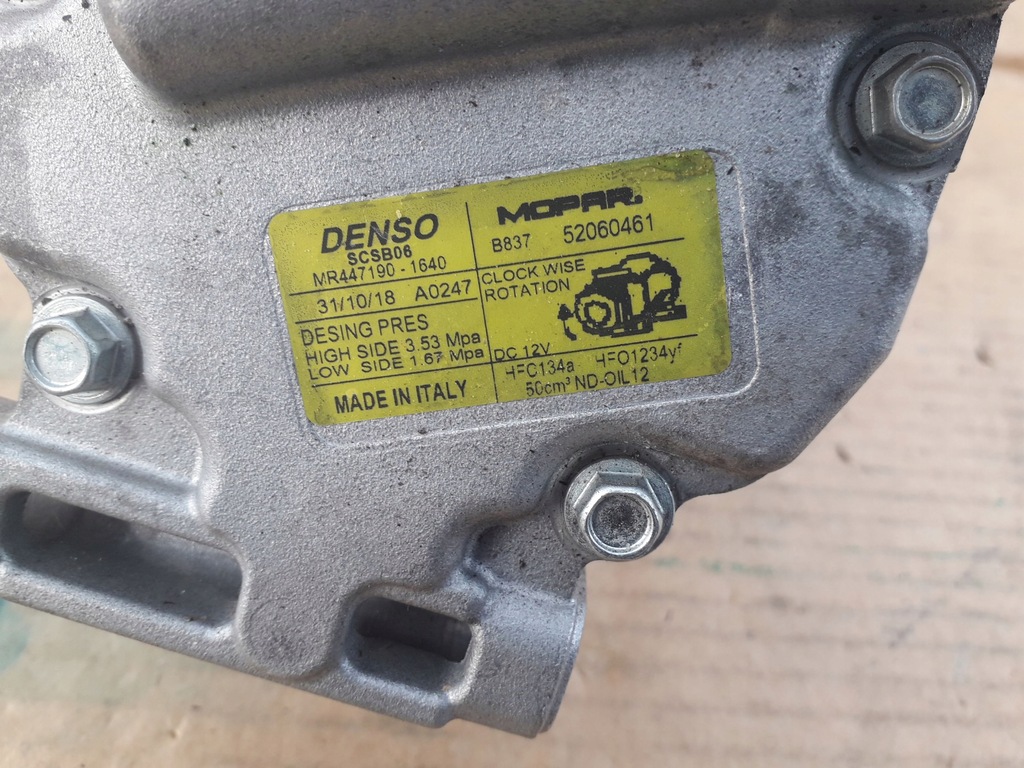 DENSO
SCSB06
MR447190-1640
31/10/18 A0247
DESING PRES
HIGH SIDE 3.53 Mpa
LOW SIDE 1.67 Mpa
MADE IN ITALY
MOPAR.
B837 52060461
CLOCK WISE
ROTATION
DC 12V
HFC134a HFO1234yf
50cm³ ND-OIL12